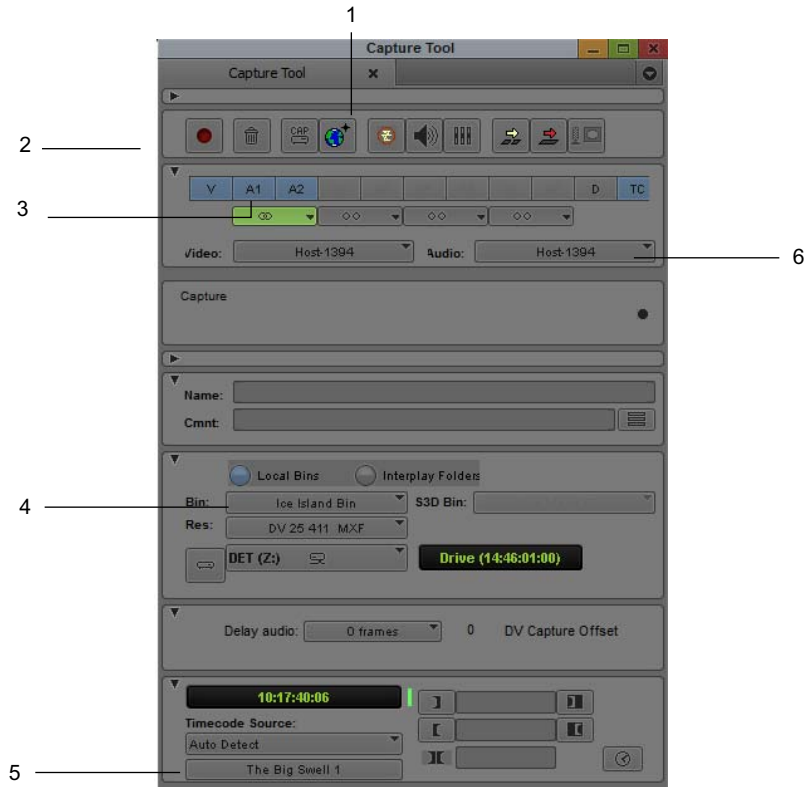 1
Capture Tool
Capture Tool
CAP
2
V A1 A2 D TC
3
Video: Host-1394 Audio: Host-1394
6
Capture
Name:
Cmnt:
Local Bins Interplay Folders
4
Bin: Ice Island Bin S3D Bin:
Res: DV 25 411 MXF
DET (Z:) Drive (14:46:01:00)
Delay audio: 0 frames 0 DV Capture Offset
10:17:40:06
Timecode Source:
Auto Detect
5
The Big Swell 1